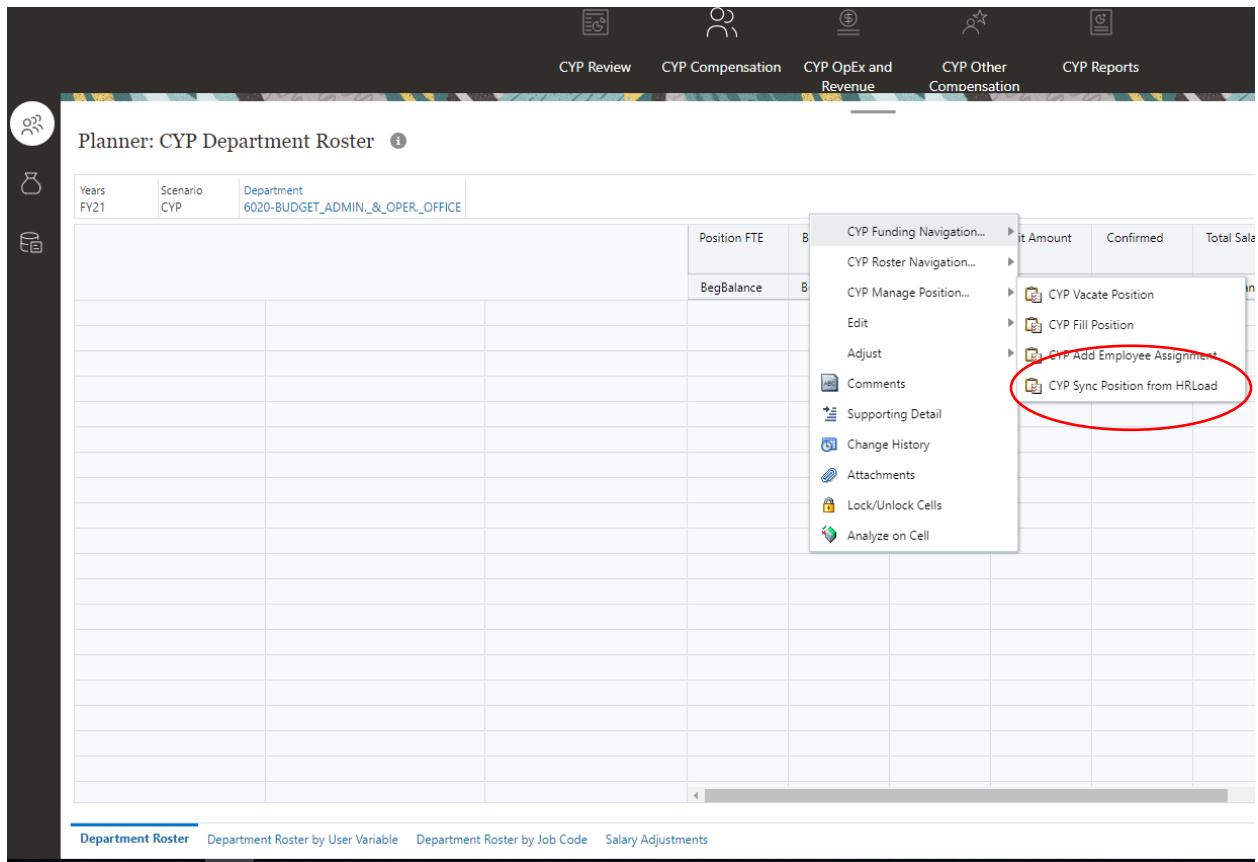 CYP Review
CYP Compensation
CYP OpEx and
Revenue
CYP Other
Compensation
CYP Reports
Planner: CYP Department Roster
Years
Scenario
Department
FY21
CYP
6020-BUDGET_ADMIN._&_OPER._OFFICE
Position FTE
B
it Amount
Confirmed
Total Sala
BegBalance
B
an
CYP Funding Navigation...
CYP Roster Navigation...
CYP Manage Position...
Edit
Adjust
Comments
Supporting Detail
Change History
Attachments
Lock/Unlock Cells
Analyze on Cell
CYP Vacate Position
CYP Fill Position
CYP Add Employee Assignment
CYP Sync Position from HRLoad
Department Roster
Department Roster by User Variable
Department Roster by Job Code
Salary Adjustments